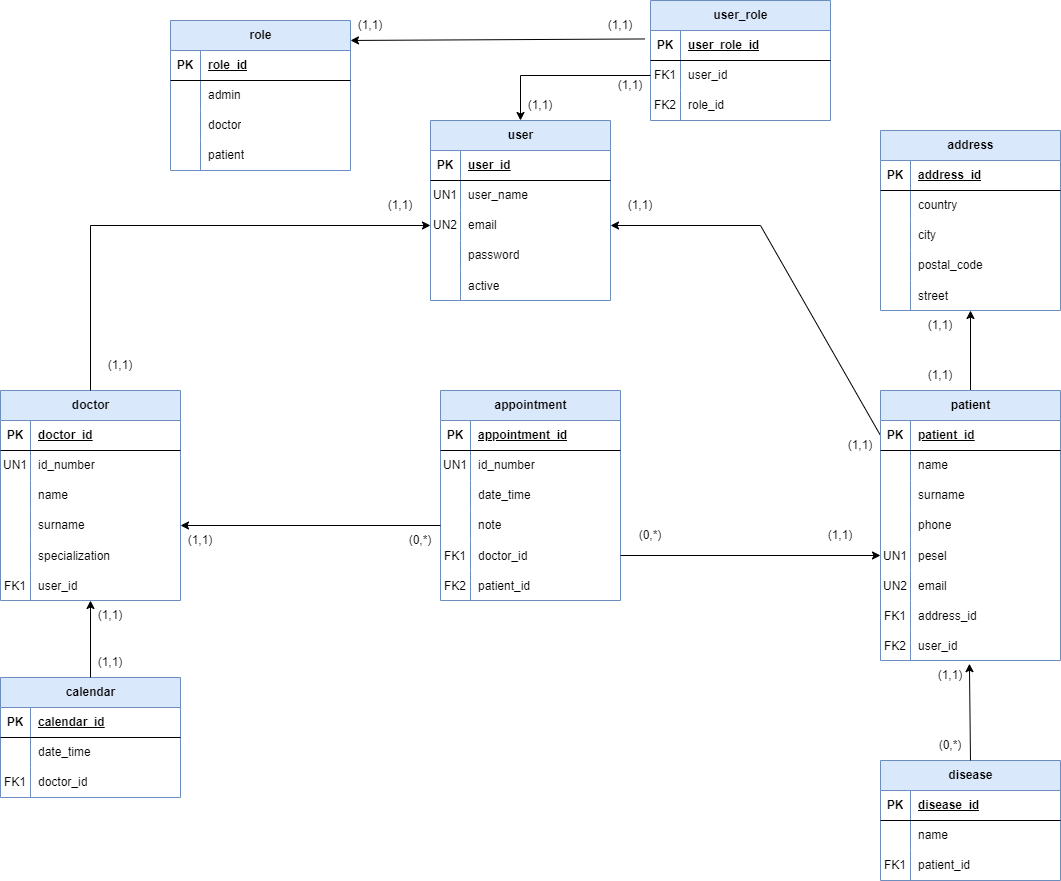 role
PK role_id
admin
doctor
patient
(1,1)
(1,1)
user_role
PK user_role_id
FK1 user_id
FK2 role_id
(1,1)
(1,1)
user
PK user_id
UN1 user_name
UN2 email
password
active
(1,1)
(1,1)
address
PK address_id
country
city
postal_code
street
(1,1)
(1,1)
(1,1)
(1,1)
doctor
PK doctor_id
UN1 id_number
name
surname
specialization
FK1 user_id
(1,1)
(0,*)
appointment
PK appointment_id
UN1 id_number
date_time
note
FK1 doctor_id
FK2 patient_id
(0,*)
(1,1)
patient
PK patient_id
name
surname
phone
UN1 pesel
UN2 email
FK1 address_id
FK2 user_id
(1,1)
(1,1)
calendar
PK calendar_id
date_time
FK1 doctor_id
(1,1)
(0,*)
disease
PK disease_id
name
FK1 patient_id